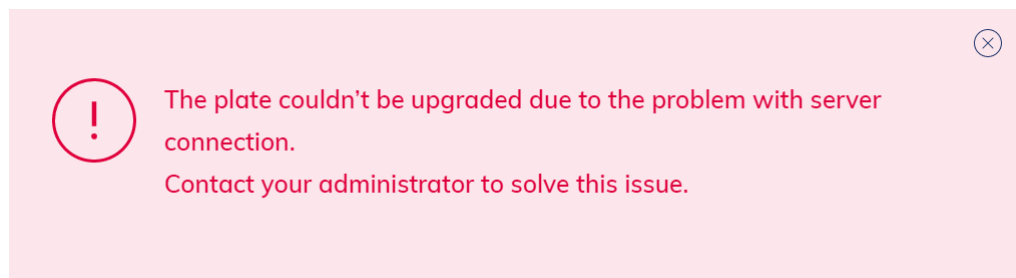 The plate couldn’t be upgraded due to the problem with server
connection.
Contact your administrator to solve this issue.